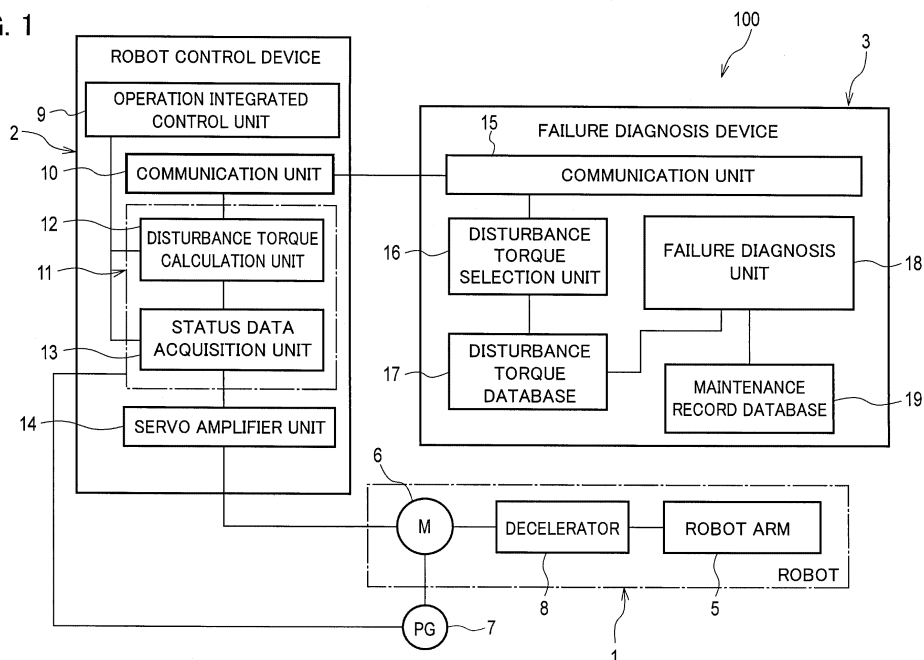 G. 1
100
ROBOT CONTROL DEVICE
3
9
OPERATION INTEGRATED
CONTROL UNIT
2
10
COMMUNICATION UNIT
12
DISTURBANCE TORQUE
CALCULATION UNIT
11
13
STATUS DATA
ACQUISITION UNIT
14
SERVO AMPLIFIER UNIT
FAILURE DIAGNOSIS DEVICE
15
COMMUNICATION UNIT
16
DISTURBANCE
TORQUE
SELECTION UNIT
FAILURE DIAGNOSIS
UNIT
18
17
DISTURBANCE
TORQUE
DATABASE
MAINTENANCE
RECORD DATABASE
19
6
M
DECELERATOR
ROBOT ARM
ROBOT
8
5
PG
7
1